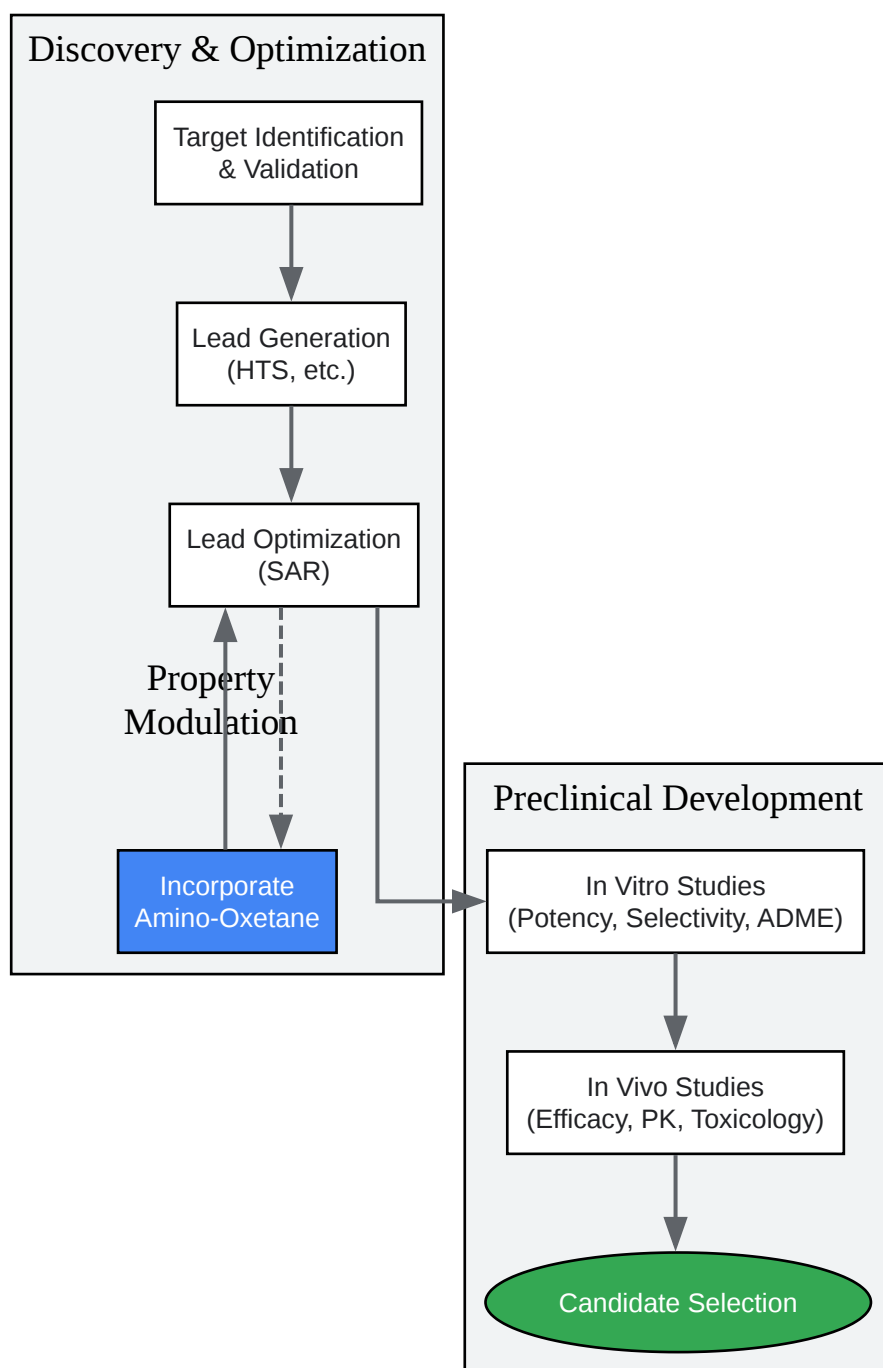 Discovery & Optimization
Target Identification
& Validation
Lead Generation
(HTS, etc.)
Lead Optimization
(SAR)
Property
Modulation
Incorporate
Amino-Oxetane
Preclinical Development
In Vitro Studies
(Potency, Selectivity, ADME)
In Vivo Studies
(Efficacy, PK, Toxicology)
Candidate Selection